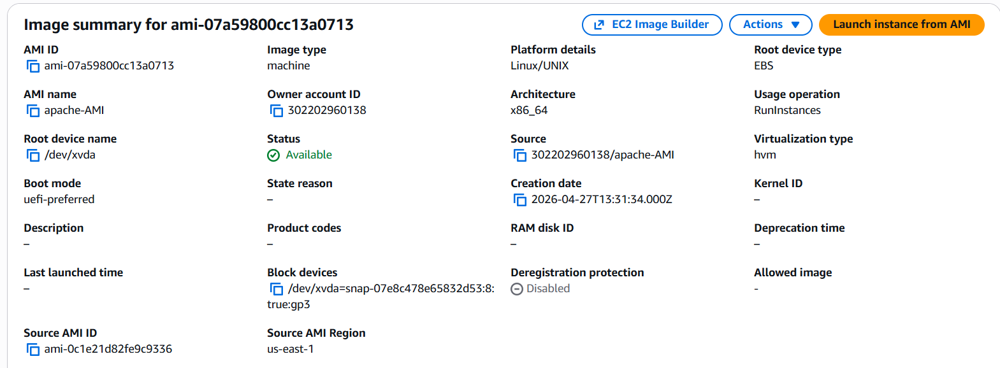 Image summary for ami-07a59800cc13a0713
EC2 Image Builder
Actions
Launch instance from AMI
AMI ID
ami-07a59800cc13a0713
Image type
machine
Platform details
Linux/UNIX
Root device type
EBS
AMI name
apache-AMI
Owner account ID
302202960138
Architecture
x86_64
Usage operation
RunInstances
Root device name
/dev/xvda
Status
Available
Source
302202960138/apache-AMI
Virtualization type
hvm
Boot mode
uefi-preferred
State reason
–
Creation date
2026-04-27T13:31:34.000Z
Kernel ID
–
Description
–
Product codes
–
RAM disk ID
–
Deprecation time
–
Last launched time
–
Block devices
/dev/xvda=snap-07e8c478e65832d53:8:
true:gp3
Deregistration protection
Disabled
Allowed image
-
Source AMI ID
ami-0c1e21d82fe9c9336
Source AMI Region
us-east-1